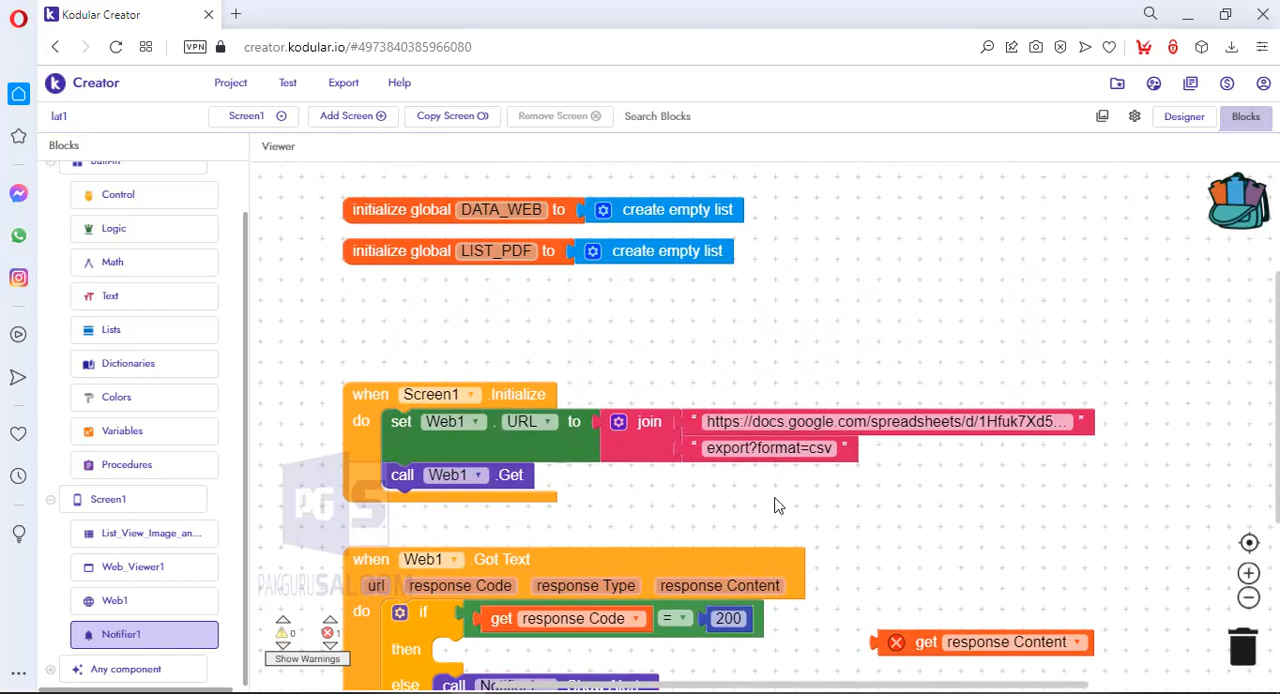 Kodular Creator
VPN creator.kodular.io/#4973840385966080
Creator Project Test Export Help
lat1 Screen1 Add Screen Copy Screen Remove Screen Search Blocks Designer Blocks
Blocks Viewer
Built-in
Control
Logic
Math
Text
Lists
Dictionaries
Colors
Variables
Procedures
Screen1
List_View_Image_an...
Web_Viewer1
Web1
Notifier1
Any component
initialize global DATA_WEB to create empty list
initialize global LIST_PDF to create empty list
when Screen1 .Initialize
do set Web1 . URL to join “ https://docs.google.com/spreadsheets/d/1Hfuk7Xd5... ”
“ export?format=csv ”
call Web1 .Get
when Web1 .Got Text
url response Code response Type response Content
do if get response Code = 200
then
else call
get response Content
0 1
Show Warnings
PGS
PAKGURUSALOOM